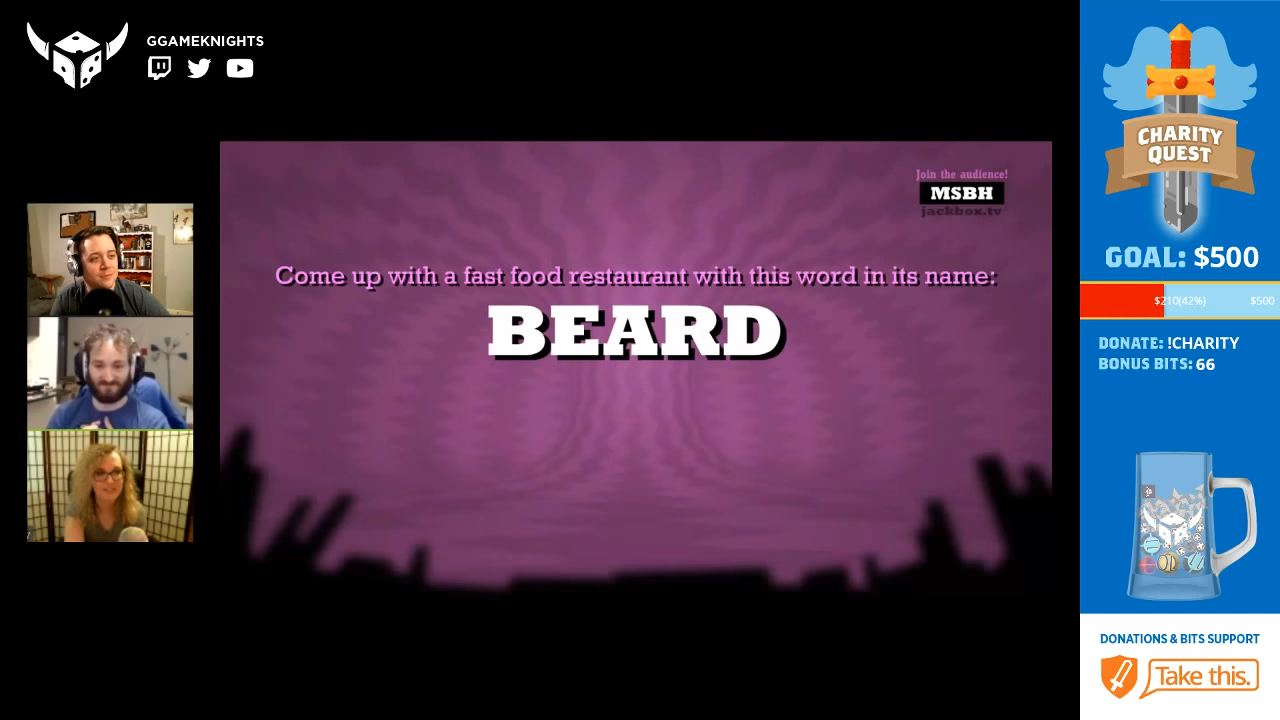 GGAMEKNIGHTS
Join the audience!
MSBH
jackbox.tv
Come up with a fast food restaurant with this word in its name:
BEARD
CHARITY
QUEST
GOAL: $500
$210(42%) $500
DONATE: !CHARITY
BONUS BITS: 66
DONATIONS & BITS SUPPORT
Take this.